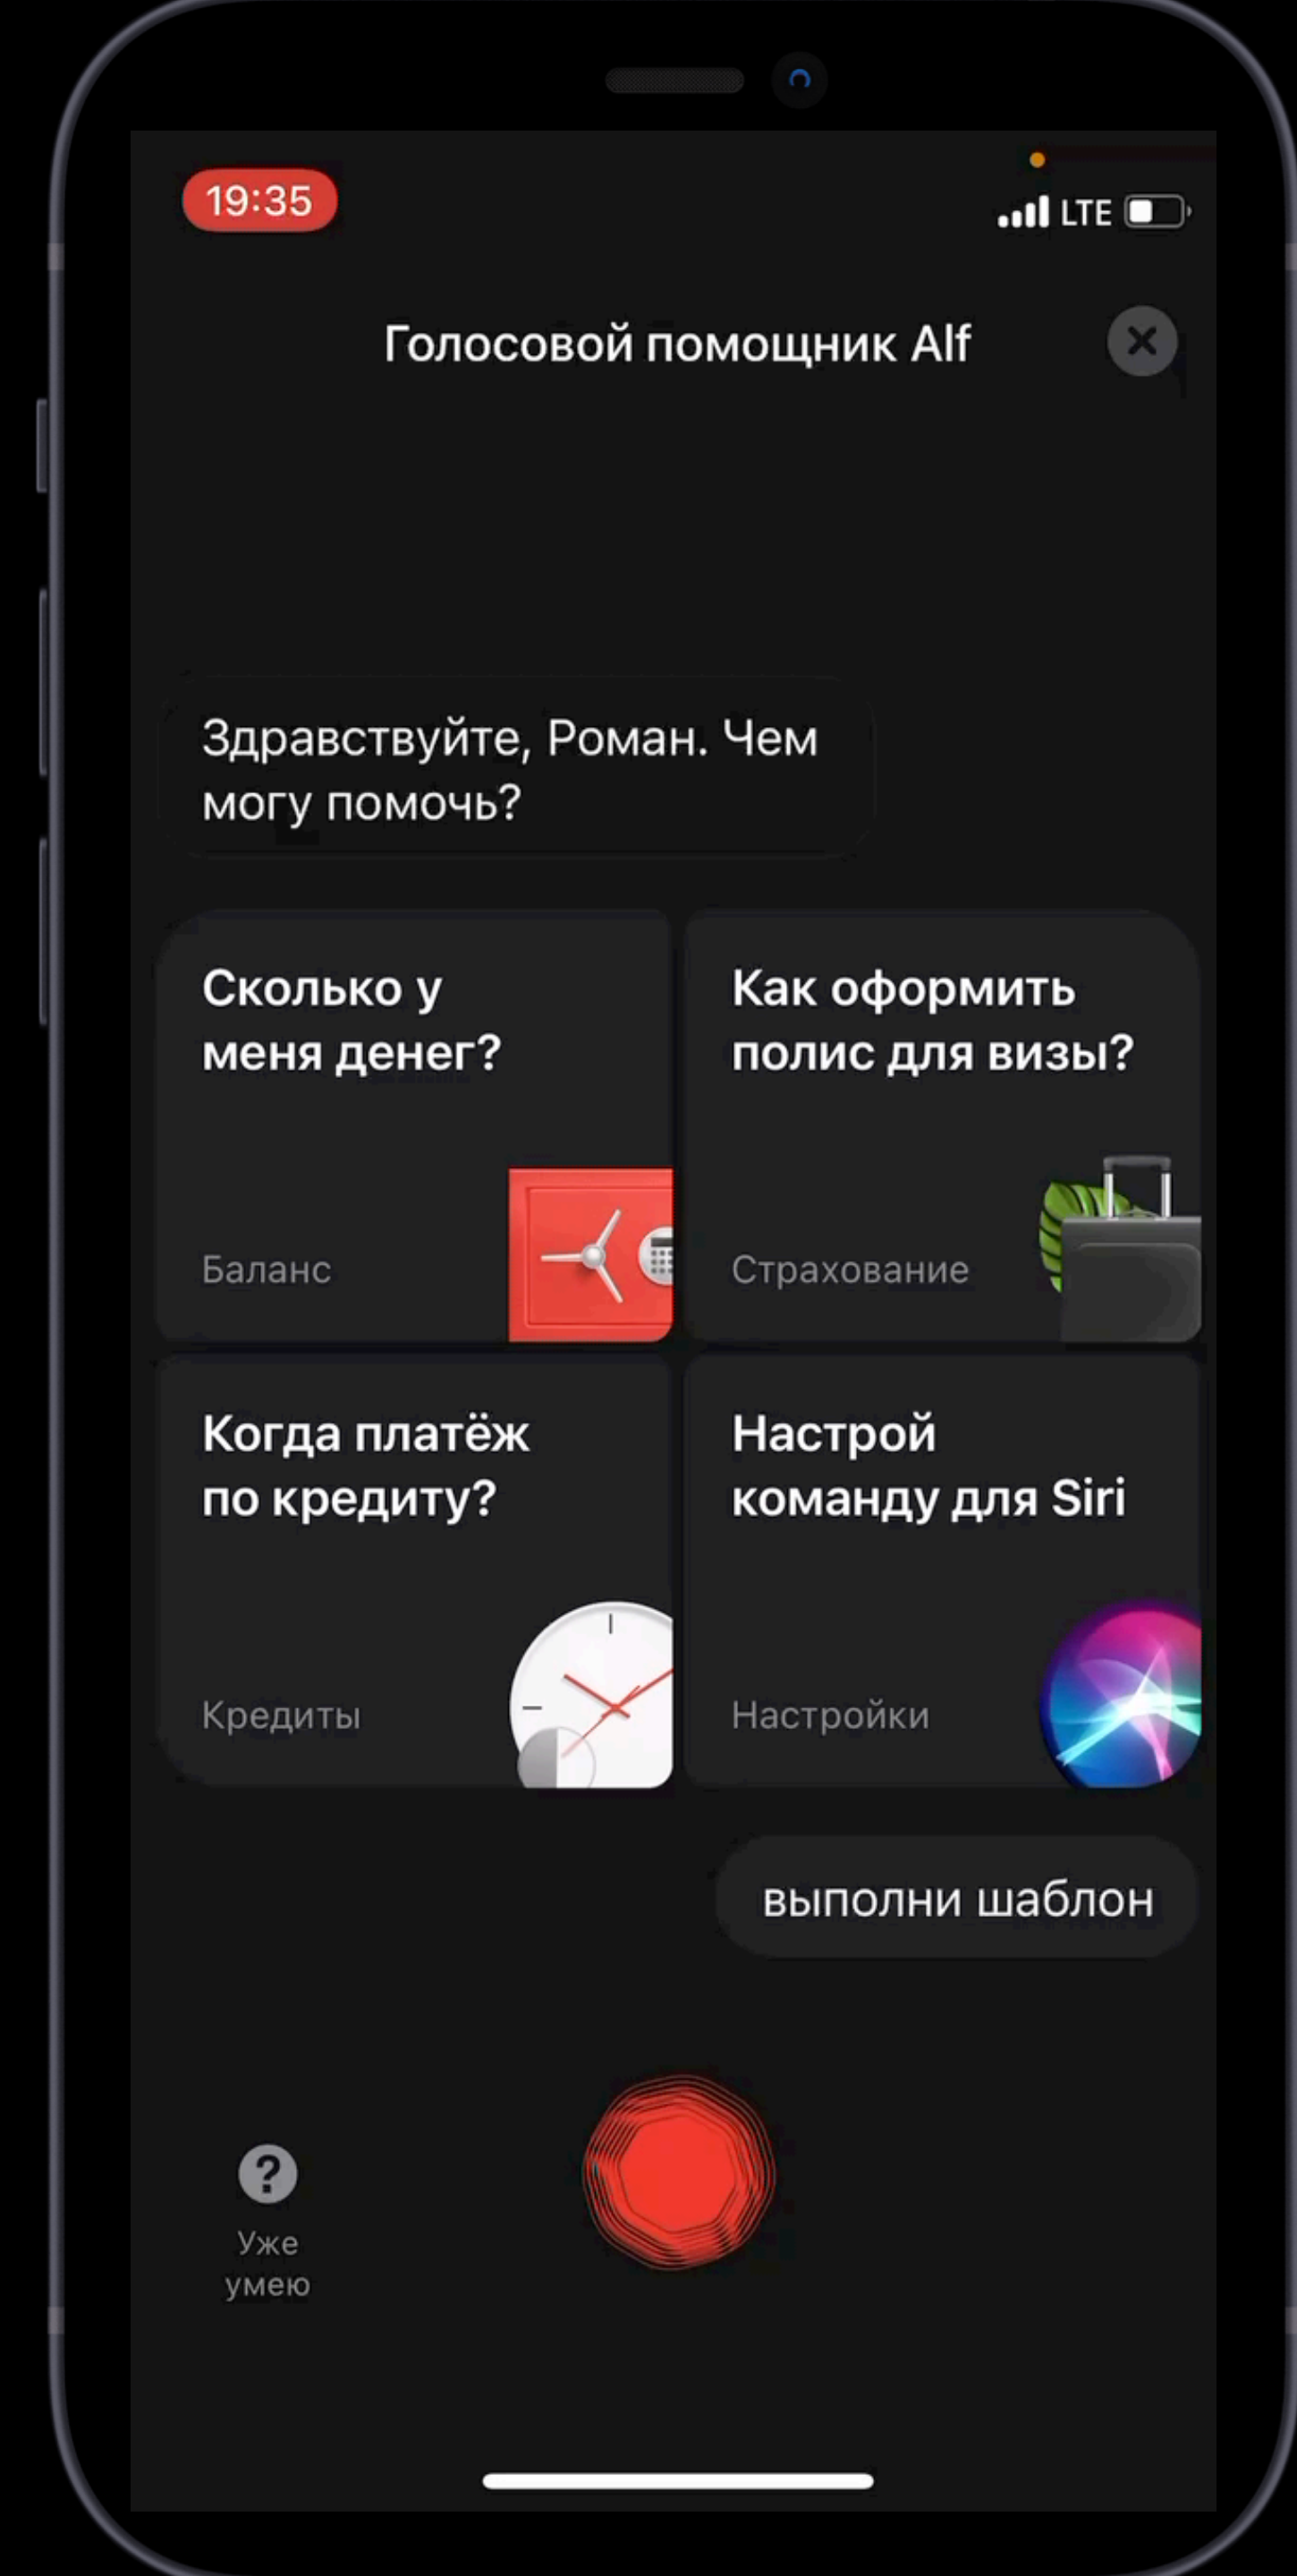 19:35
LTE
Голосовой помощник Alf
Здравствуйте, Роман. Чем
могу помочь?
Сколько у
меня денег?
Баланс
Как оформить
полис для визы?
Страхование
Когда платёж
по кредиту?
Кредиты
Настрой
команду для Siri
Настройки
выполни шаблон
?
Уже
умею